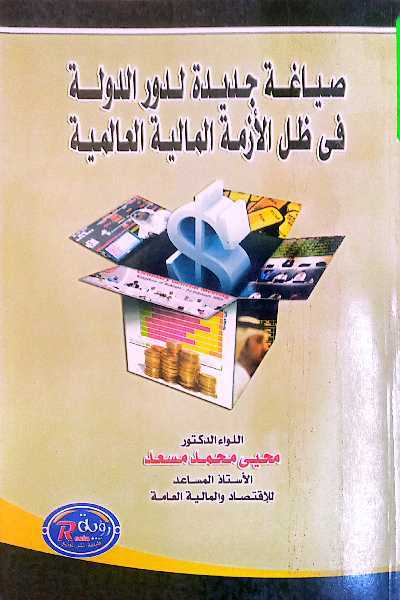 صياغة جديدة لدور الدولة
فى ظل الأزمة المالية العالمية
اللواء الدكتور
محيى محمد مسعد
الأستاذ المساعد
للإقتصاد والمالية العامة
رؤية